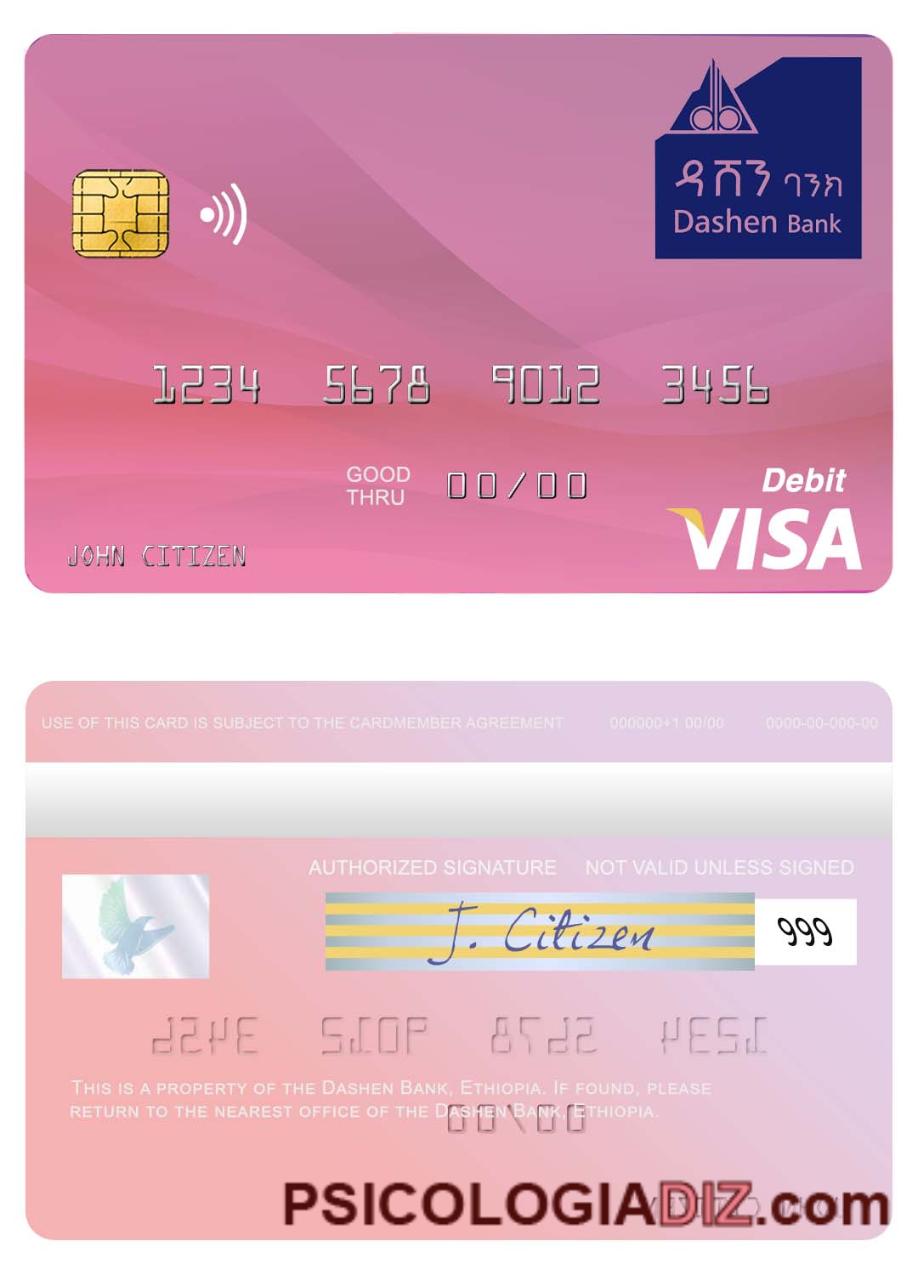 ዳሸን ባንክ
Dashen Bank
1234 5678 9012 3456
GOOD
THRU
00/00
Debit
VISA
JOHN CITIZEN
USE OF THIS CARD IS SUBJECT TO THE CARDMEMBER AGREEMENT 000000+1 00/00 0000-00-000-00
AUTHORIZED SIGNATURE NOT VALID UNLESS SIGNED
J. Citizen
999
THIS IS A PROPERTY OF THE DASHEN BANK, ETHIOPIA. IF FOUND, PLEASE
RETURN TO THE NEAREST OFFICE OF THE DASHEN BANK, ETHIOPIA.
PSICOLOGIADIZ.com